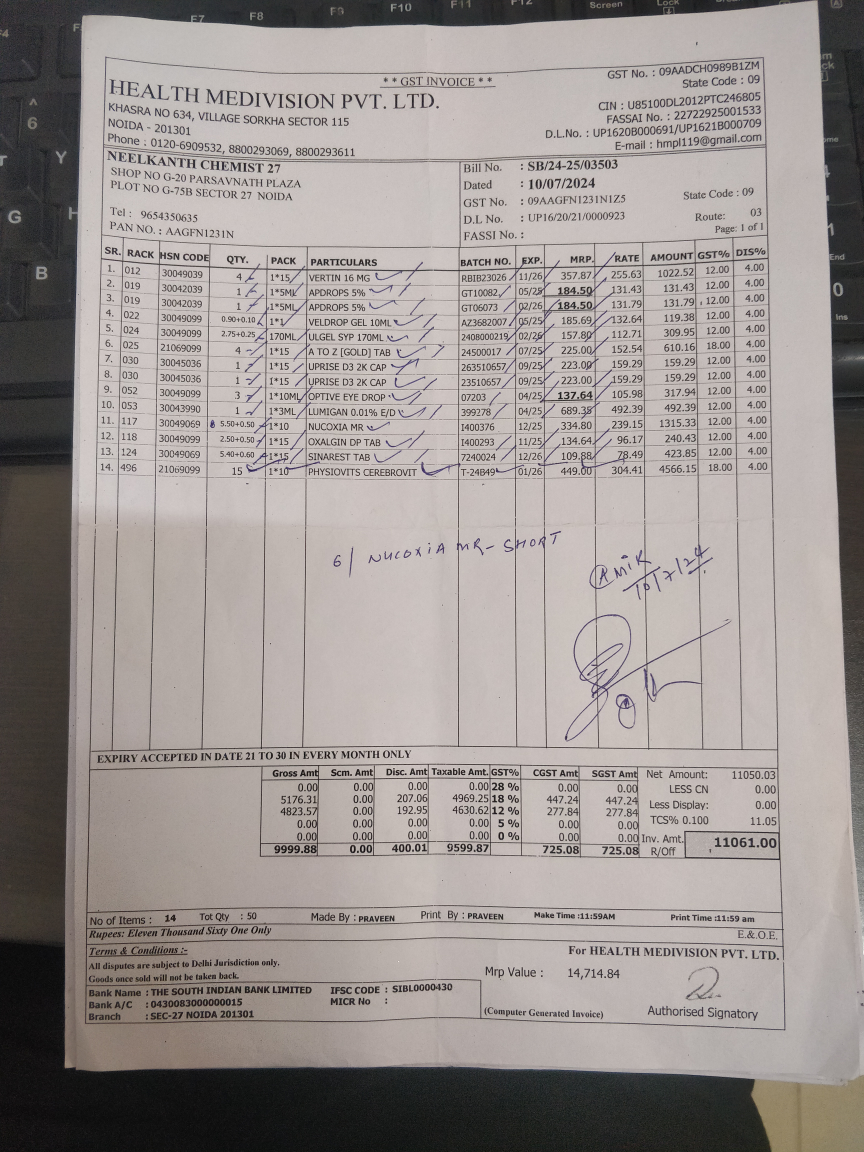 * * GST INVOICE * *
HEALTH MEDIVISION PVT. LTD.
KHASRA NO 634, VILLAGE SORKHA SECTOR 115
NOIDA - 201301
Phone : 0120-6909532, 8800293069, 8800293611
GST No. : 09AADCH0989B1ZM
State Code : 09
CIN : U85100DL2012PTC246805
FASSAI No. : 22722925001533
D.L.No. : UP1620B000691/UP1621B000709
E-mail : hmpl119@gmail.com
NEELKANTH CHEMIST 27
SHOP NO G-20 PARSAVNATH PLAZA
PLOT NO G-75B SECTOR 27 NOIDA
Tel : 9654350635
PAN NO. : AAGFN1231N
Bill No. : SB/24-25/03503
Dated : 10/07/2024
GST No. : 09AAGFN1231N1Z5 State Code : 09
D.L No. : UP16/20/21/0000923 Route: 03
FASSI No. : Page: 1 of 1
SR. RACK HSN CODE QTY. PACK PARTICULARS BATCH NO. EXP. MRP. RATE AMOUNT GST% DIS%
1. 012 30049039 4 1*15 VERTIN 16 MG RBIB23026 11/26 357.87 255.63 1022.52 12.00 4.00
2. 019 30042039 1 1*5ML APDROPS 5% GT10082 05/25 184.50 131.43 131.43 12.00 4.00
3. 019 30042039 1 1*5ML APDROPS 5% GT06073 02/26 184.50 131.79 131.79 12.00 4.00
4. 022 30049099 0.90+0.10 1*1 VELDROP GEL 10ML AZ3682007 05/25 185.69 132.64 119.38 12.00 4.00
5. 024 30049099 2.75+0.25 170ML ULGEL SYP 170ML 2408000219 02/26 157.80 112.71 309.95 12.00 4.00
6. 025 21069099 4 1*15 A TO Z [GOLD] TAB 24500017 07/25 225.00 152.54 610.16 18.00 4.00
7. 030 30045036 1 1*15 UPRISE D3 2K CAP 263510657 09/25 223.00 159.29 159.29 12.00 4.00
8. 030 30045036 1 1*15 UPRISE D3 2K CAP 23510657 09/25 223.00 159.29 159.29 12.00 4.00
9. 052 30049099 3 1*10ML OPTIVE EYE DROP 07203 04/25 137.64 105.98 317.94 12.00 4.00
10. 053 30043990 1 1*3ML LUMIGAN 0.01% E/D 399278 04/25 689.35 492.39 492.39 12.00 4.00
11. 117 30049069 5.50+0.50 1*10 NUCOXIA MR I400376 12/25 334.80 239.15 1315.33 12.00 4.00
12. 118 30049099 2.50+0.50 1*15 OXALGIN DP TAB I400293 11/25 134.64 96.17 240.43 12.00 4.00
13. 124 30049069 5.40+0.60 1*15 SINAREST TAB 7240024 12/26 109.88 78.49 423.85 12.00 4.00
14. 496 21069099 15 1*10 PHYSIOVITS CEREBROVIT T-24B49 01/26 449.00 304.41 4566.15 18.00 4.00
6/ NUCOXIA MR- SHORT
Amir
10/7/24
EXPIRY ACCEPTED IN DATE 21 TO 30 IN EVERY MONTH ONLY
Gross Amt Scm. Amt Disc. Amt Taxable Amt. GST% CGST Amt SGST Amt
0.00 0.00 0.00 0.00 28 % 0.00 0.00
5176.31 0.00 207.06 4969.25 18 % 447.24 447.24
4823.57 0.00 192.95 4630.62 12 % 277.84 277.84
0.00 0.00 0.00 0.00 5 % 0.00 0.00
0.00 0.00 0.00 0.00 0 % 0.00 0.00
9999.88 0.00 400.01 9599.87 725.08 725.08
Net Amount: 11050.03
LESS CN 0.00
Less Display: 0.00
TCS% 0.100 11.05
Inv. Amt. 11061.00
R/Off
No of Items : 14 Tot Qty : 50 Made By : PRAVEEN Print By : PRAVEEN Make Time :11:59AM Print Time :11:59 am
Rupees: Eleven Thousand Sixty One Only E.& O.E.
Terms & Conditions :-
All disputes are subject to Delhi Jurisdiction only.
Goods once sold will not be taken back.
Bank Name : THE SOUTH INDIAN BANK LIMITED IFSC CODE : SIBL0000430
Bank A/C : 0430083000000015 MICR No :
Branch : SEC-27 NOIDA 201301
For HEALTH MEDIVISION PVT. LTD.
Mrp Value : 14,714.84
(Computer Generated Invoice) Authorised Signatory